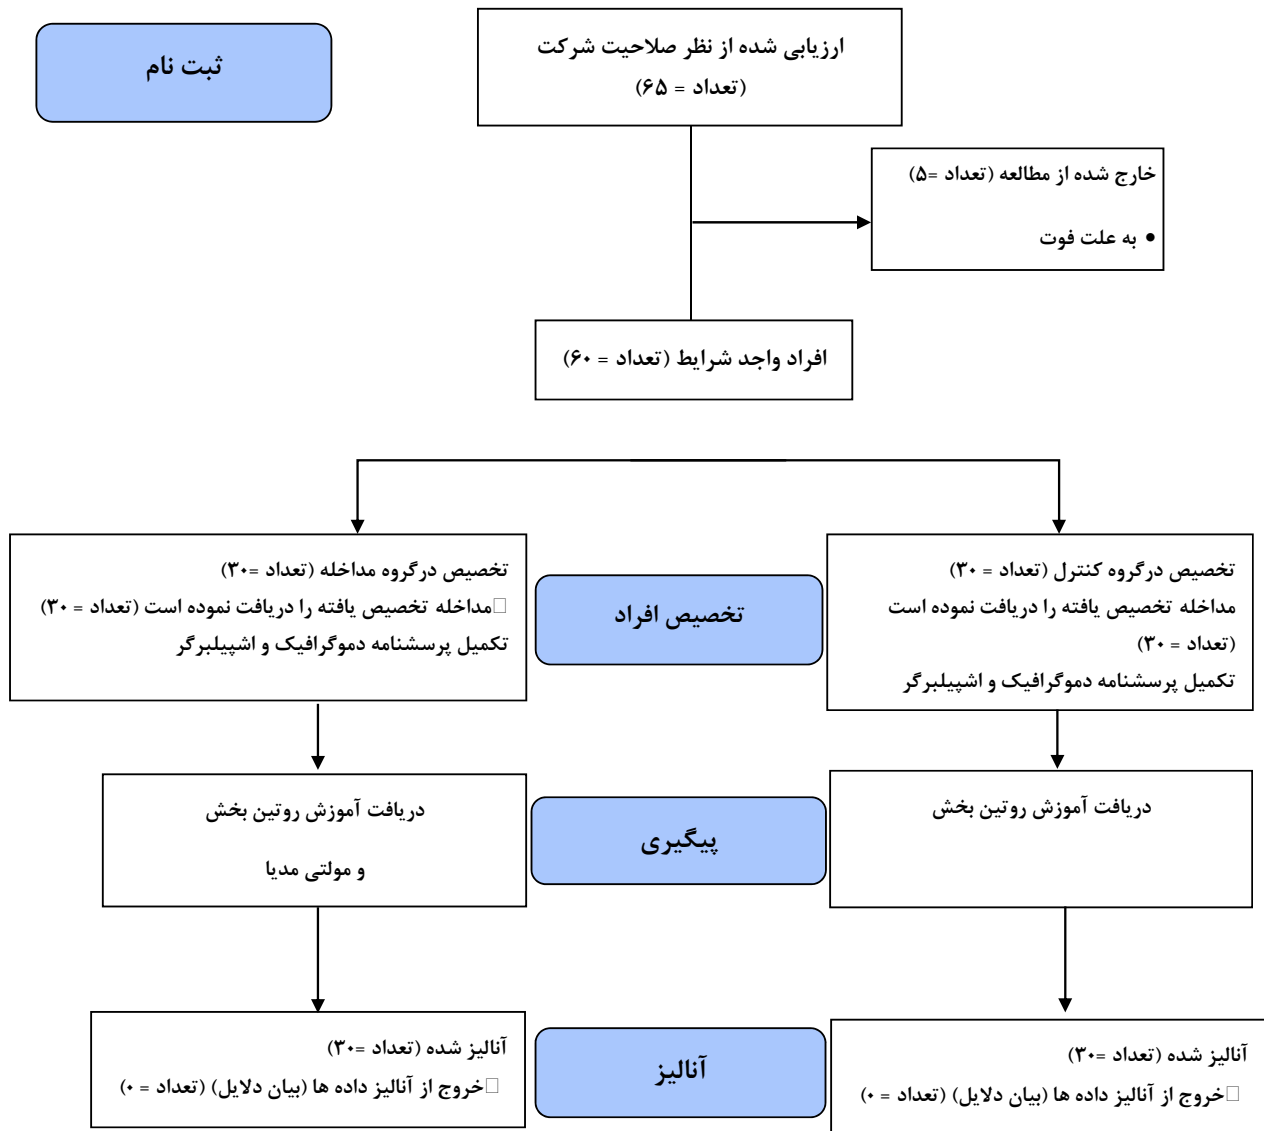 ثبت نام
ارزیابی شده از نظر صلاحیت شرکت
(تعداد = ۶۵)
خارج شده از مطالعه (تعداد =۵)
• به علت فوت
افراد واجد شرایط (تعداد = ۶۰)
تخصیص درگروه کنترل (تعداد = ۳۰)
مداخله تخصیص یافته را دریافت نموده است
(تعداد = ۳۰)
تکمیل پرسشنامه دموگرافیک و اشپیلبرگر
تخصیص افراد
تخصیص درگروه مداخله (تعداد =۳۰)
□مداخله تخصیص یافته را دریافت نموده است (تعداد = ۳۰)
تکمیل پرسشنامه دموگرافیک و اشپیلبرگر
دریافت آموزش روتین بخش
پیگیری
دریافت آموزش روتین بخش
و مولتی مدیا
آنالیز شده (تعداد =۳۰)
□خروج از آنالیز داده ها (بیان دلایل) (تعداد = ۰)
آنالیز
آنالیز شده (تعداد =۳۰)
□خروج از آنالیز داده ها (بیان دلایل) (تعداد = ۰)